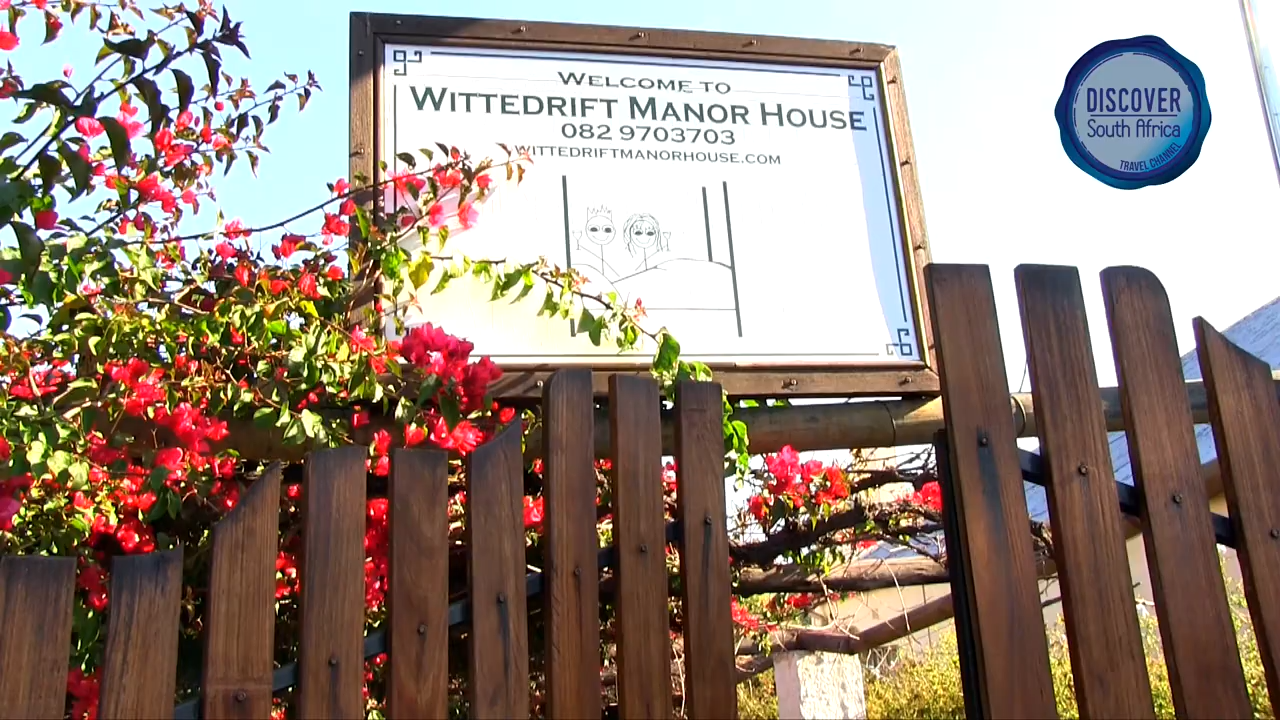 WELCOME TO
WITTEDRIFT MANOR HOUSE
082 9703703
WITTEDRIFTMANORHOUSE.COM
DISCOVER
South Africa
TRAVEL CHANNEL